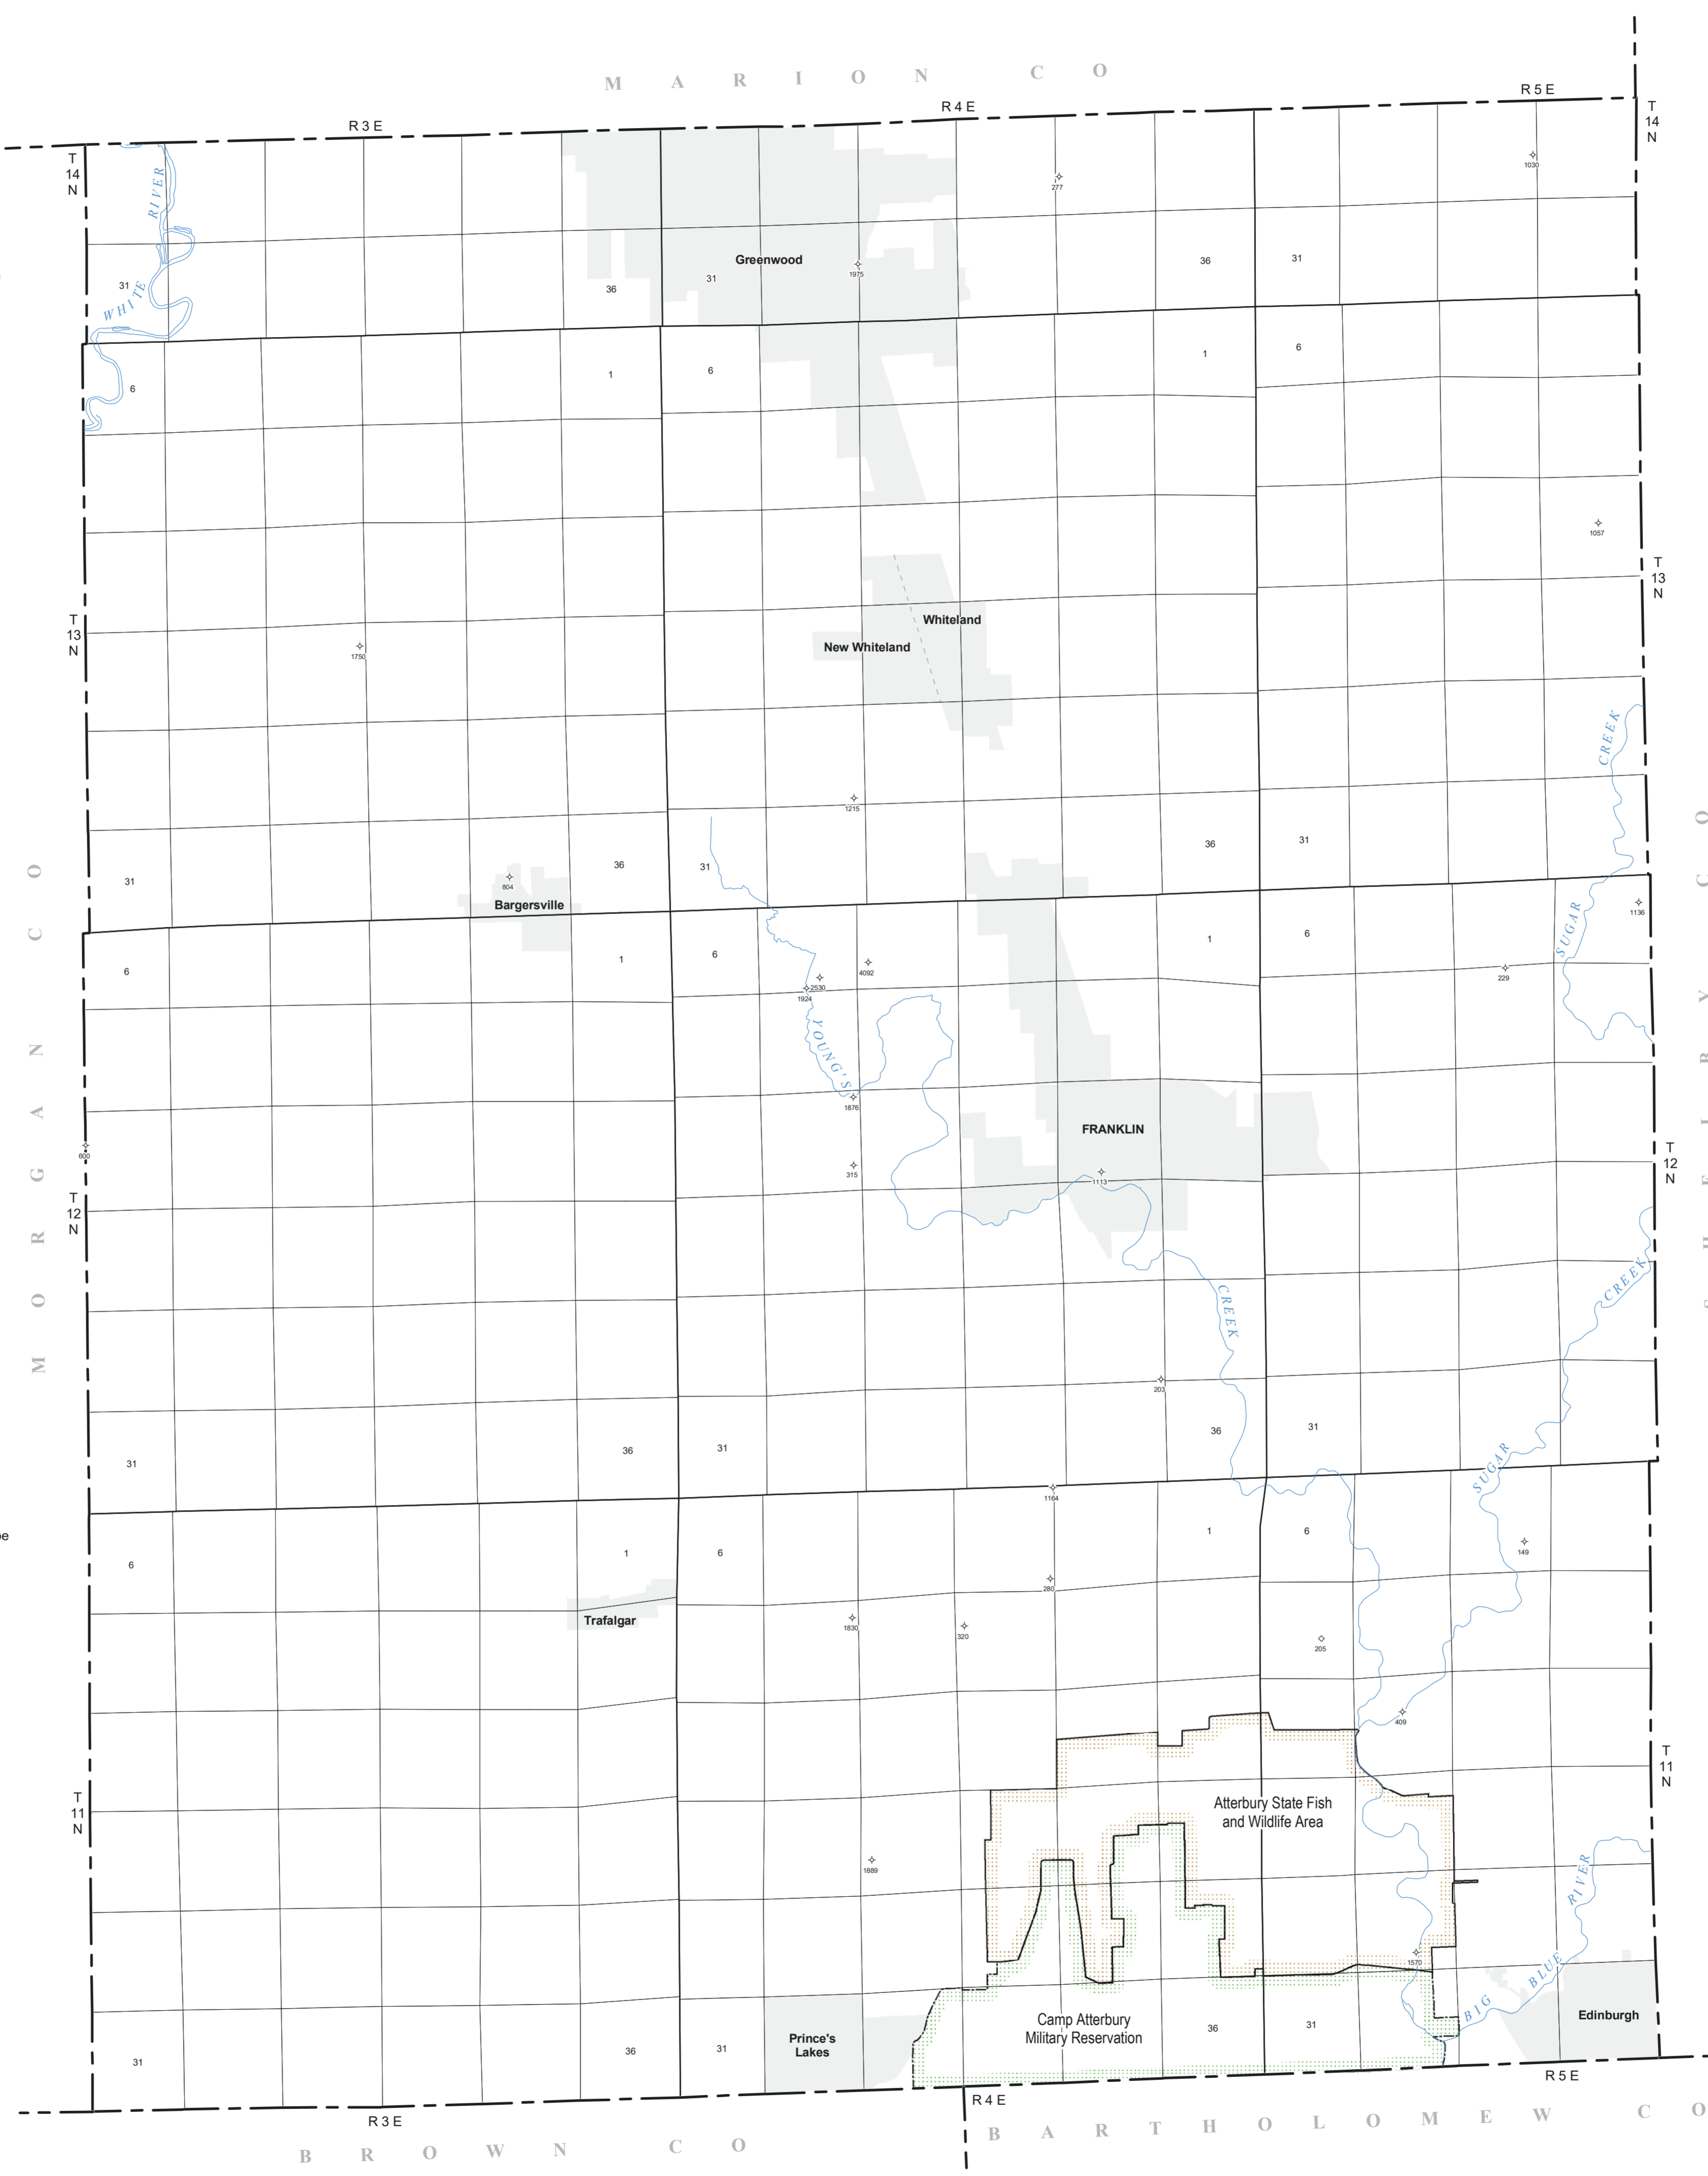 M A R I O N C O
R 5 E
R 4 E
R 3 E
T
14
N
T
14
N
1030
277
RIVER
Greenwood
36
31
1975
31
36
31
WHITE
1
6
6
1
6
1057
T
13
N
Whiteland
T
13
N
New Whiteland
1750
CREEK
1215
36
31
36
31
31
804
Bargersville
1136
SUGAR
1
6
6
1
6
4092
229
2530
1924
YOUNG'S
1876
FRANKLIN
600
T
12
N
315
1113
T
12
N
CREEK
CREEK
203
36
31
36
31
31
SUGAR
1164
1
6
be
6
1
6
149
280
Trafalgar
1830
320
205
409
T
11
N
Atterbury State Fish
and Wildlife Area
T
11
N
1889
RIVER
1570
BLUE
BIG
Edinburgh
Camp Atterbury
Military Reservation
36
31
Prince's
Lakes
36
31
31
R 5 E
R 4 E
R 3 E
B R O W N C O
B A R T H O L O M E W C O
M O R G A N C O